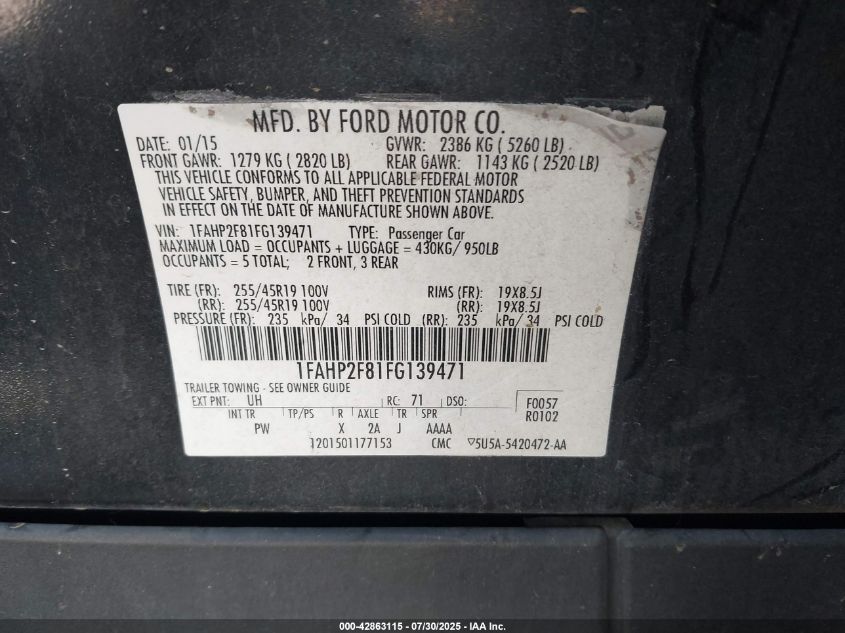 MFD. BY FORD MOTOR CO.
DATE: 01/15 GVWR: 2386 KG ( 5260 LB)
FRONT GAWR: 1279 KG ( 2820 LB) REAR GAWR: 1143 KG ( 2520 LB)
THIS VEHICLE CONFORMS TO ALL APPLICABLE FEDERAL MOTOR
VEHICLE SAFETY, BUMPER, AND THEFT PREVENTION STANDARDS
IN EFFECT ON THE DATE OF MANUFACTURE SHOWN ABOVE.
VIN: 1FAHP2F81FG139471 TYPE: Passenger Car
MAXIMUM LOAD = OCCUPANTS + LUGGAGE = 430KG/ 950LB
OCCUPANTS = 5 TOTAL; 2 FRONT, 3 REAR
TIRE (FR): 255/45R19 100V RIMS (FR): 19X8.5J
(RR): 255/45R19 100V (RR): 19X8.5J
PRESSURE (FR): 235 kPa/ 34 PSI COLD (RR): 235 kPa/ 34 PSI COLD
1FAHP2F81FG139471
TRAILER TOWING - SEE OWNER GUIDE
EXT PNT: UH RC: 71 DSO: F0057
INT TR TP/PS R AXLE TR SPR R0102
PW X 2A J AAAA
1201501177153 CMC ▽5U5A-5420472-AA
000-42863115 / 07/30/2025 - IAA Inc.